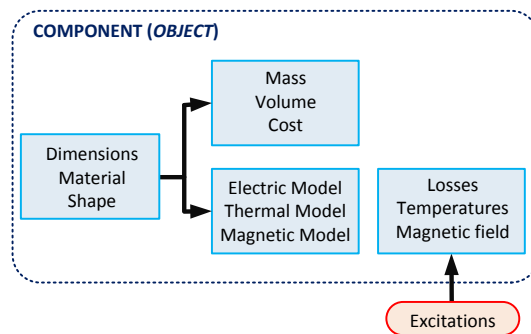 COMPONENT (OBJECT)
Mass
Volume
Cost
Dimensions
Material
Shape
Electric Model
Thermal Model
Magnetic Model
Losses
Temperatures
Magnetic field
Excitations